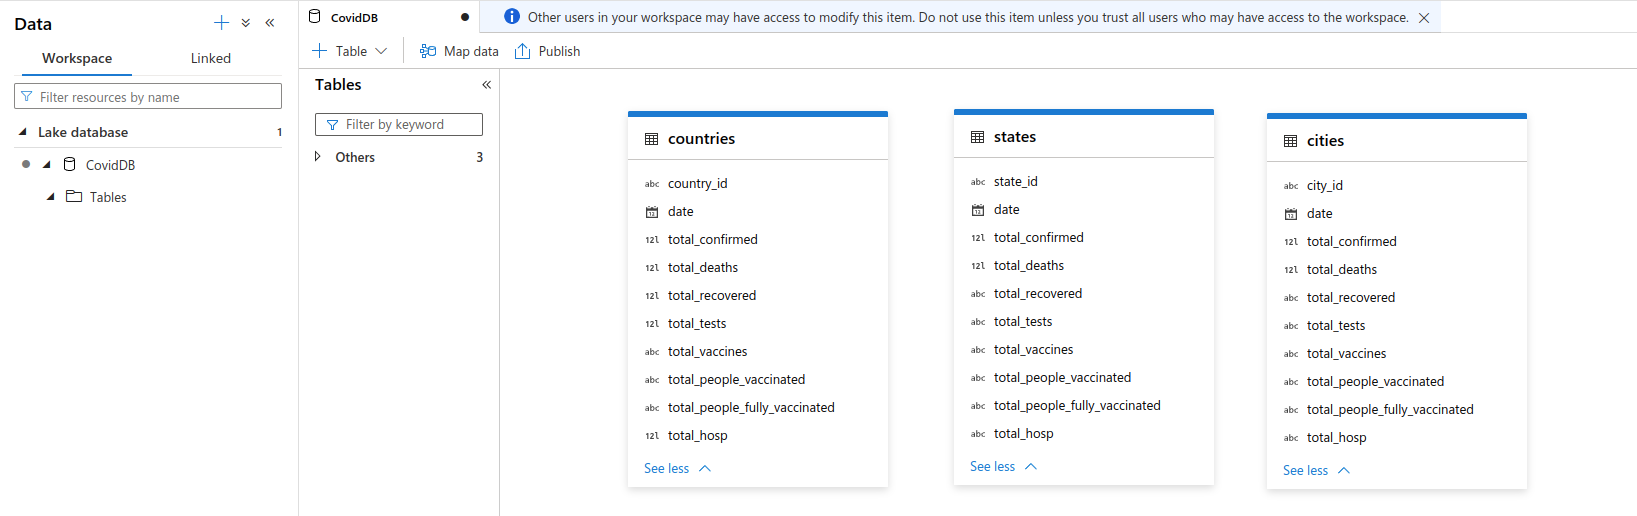 Data
Workspace
Linked
Filter resources by name
Lake database 1
CovidDB
Tables
CovidDB
Other users in your workspace may have access to modify this item. Do not use this item unless you trust all users who may have access to the workspace.
Table
Map data
Publish
Tables
Filter by keyword
Others 3
countries
abc country_id
12 date
12l total_confirmed
12l total_deaths
12l total_recovered
12l total_tests
abc total_vaccines
abc total_people_vaccinated
abc total_people_fully_vaccinated
12l total_hosp
See less
states
abc state_id
12 date
12l total_confirmed
12l total_deaths
abc total_recovered
abc total_tests
abc total_vaccines
abc total_people_vaccinated
abc total_people_fully_vaccinated
abc total_hosp
See less
cities
abc city_id
12 date
12l total_confirmed
12l total_deaths
abc total_recovered
abc total_tests
abc total_vaccines
abc total_people_vaccinated
abc total_people_fully_vaccinated
abc total_hosp
See less